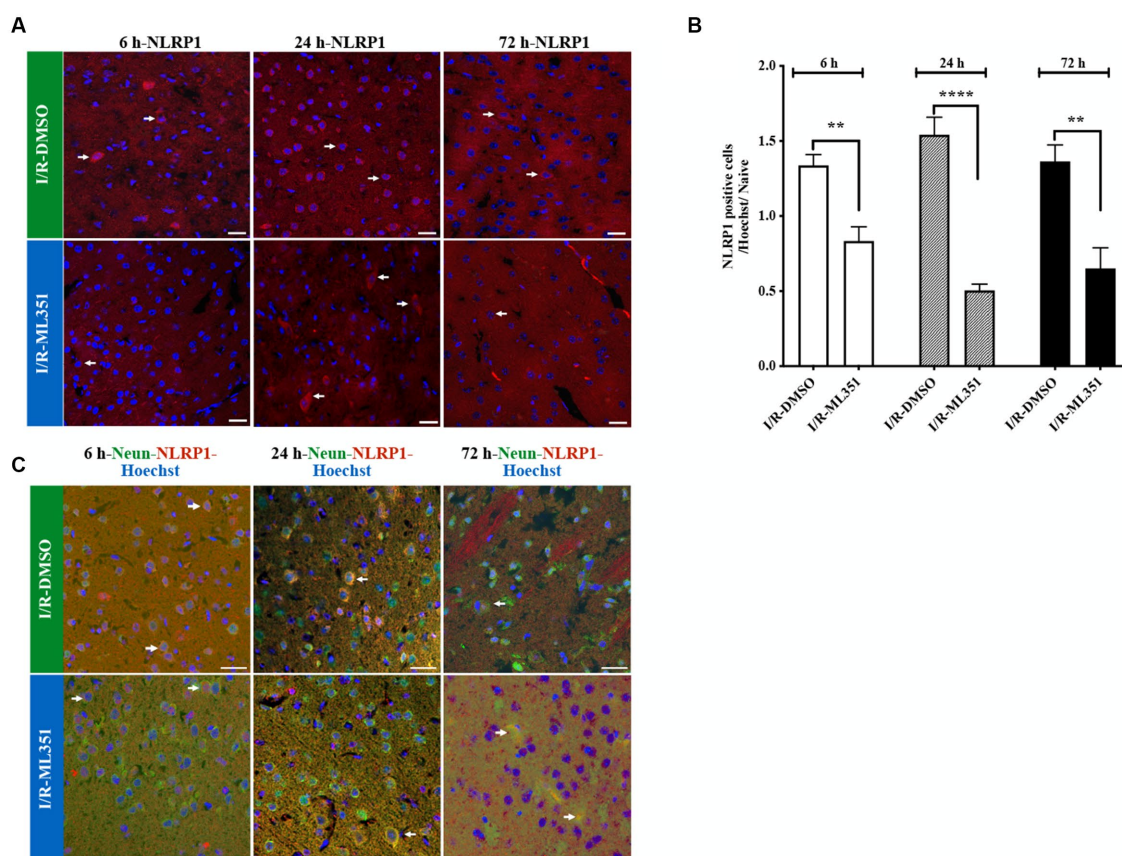 A
6 h-NLRP1
24 h-NLRP1
72 h-NLRP1
I/R-DMSO
I/R-ML351
B
2.0
1.5
1.0
0.5
0.0
NLRP1 positive cells
/Hoechst/ Naive
6 h
24 h
72 h
**
****
**
I/R-DMSO
I/R-ML351
I/R-DMSO
I/R-ML351
I/R-DMSO
I/R-ML351
C
6 h-Neun-NLRP1-
Hoechst
24 h-Neun-NLRP1-
Hoechst
72 h-Neun-NLRP1-
Hoechst
I/R-DMSO
I/R-ML351